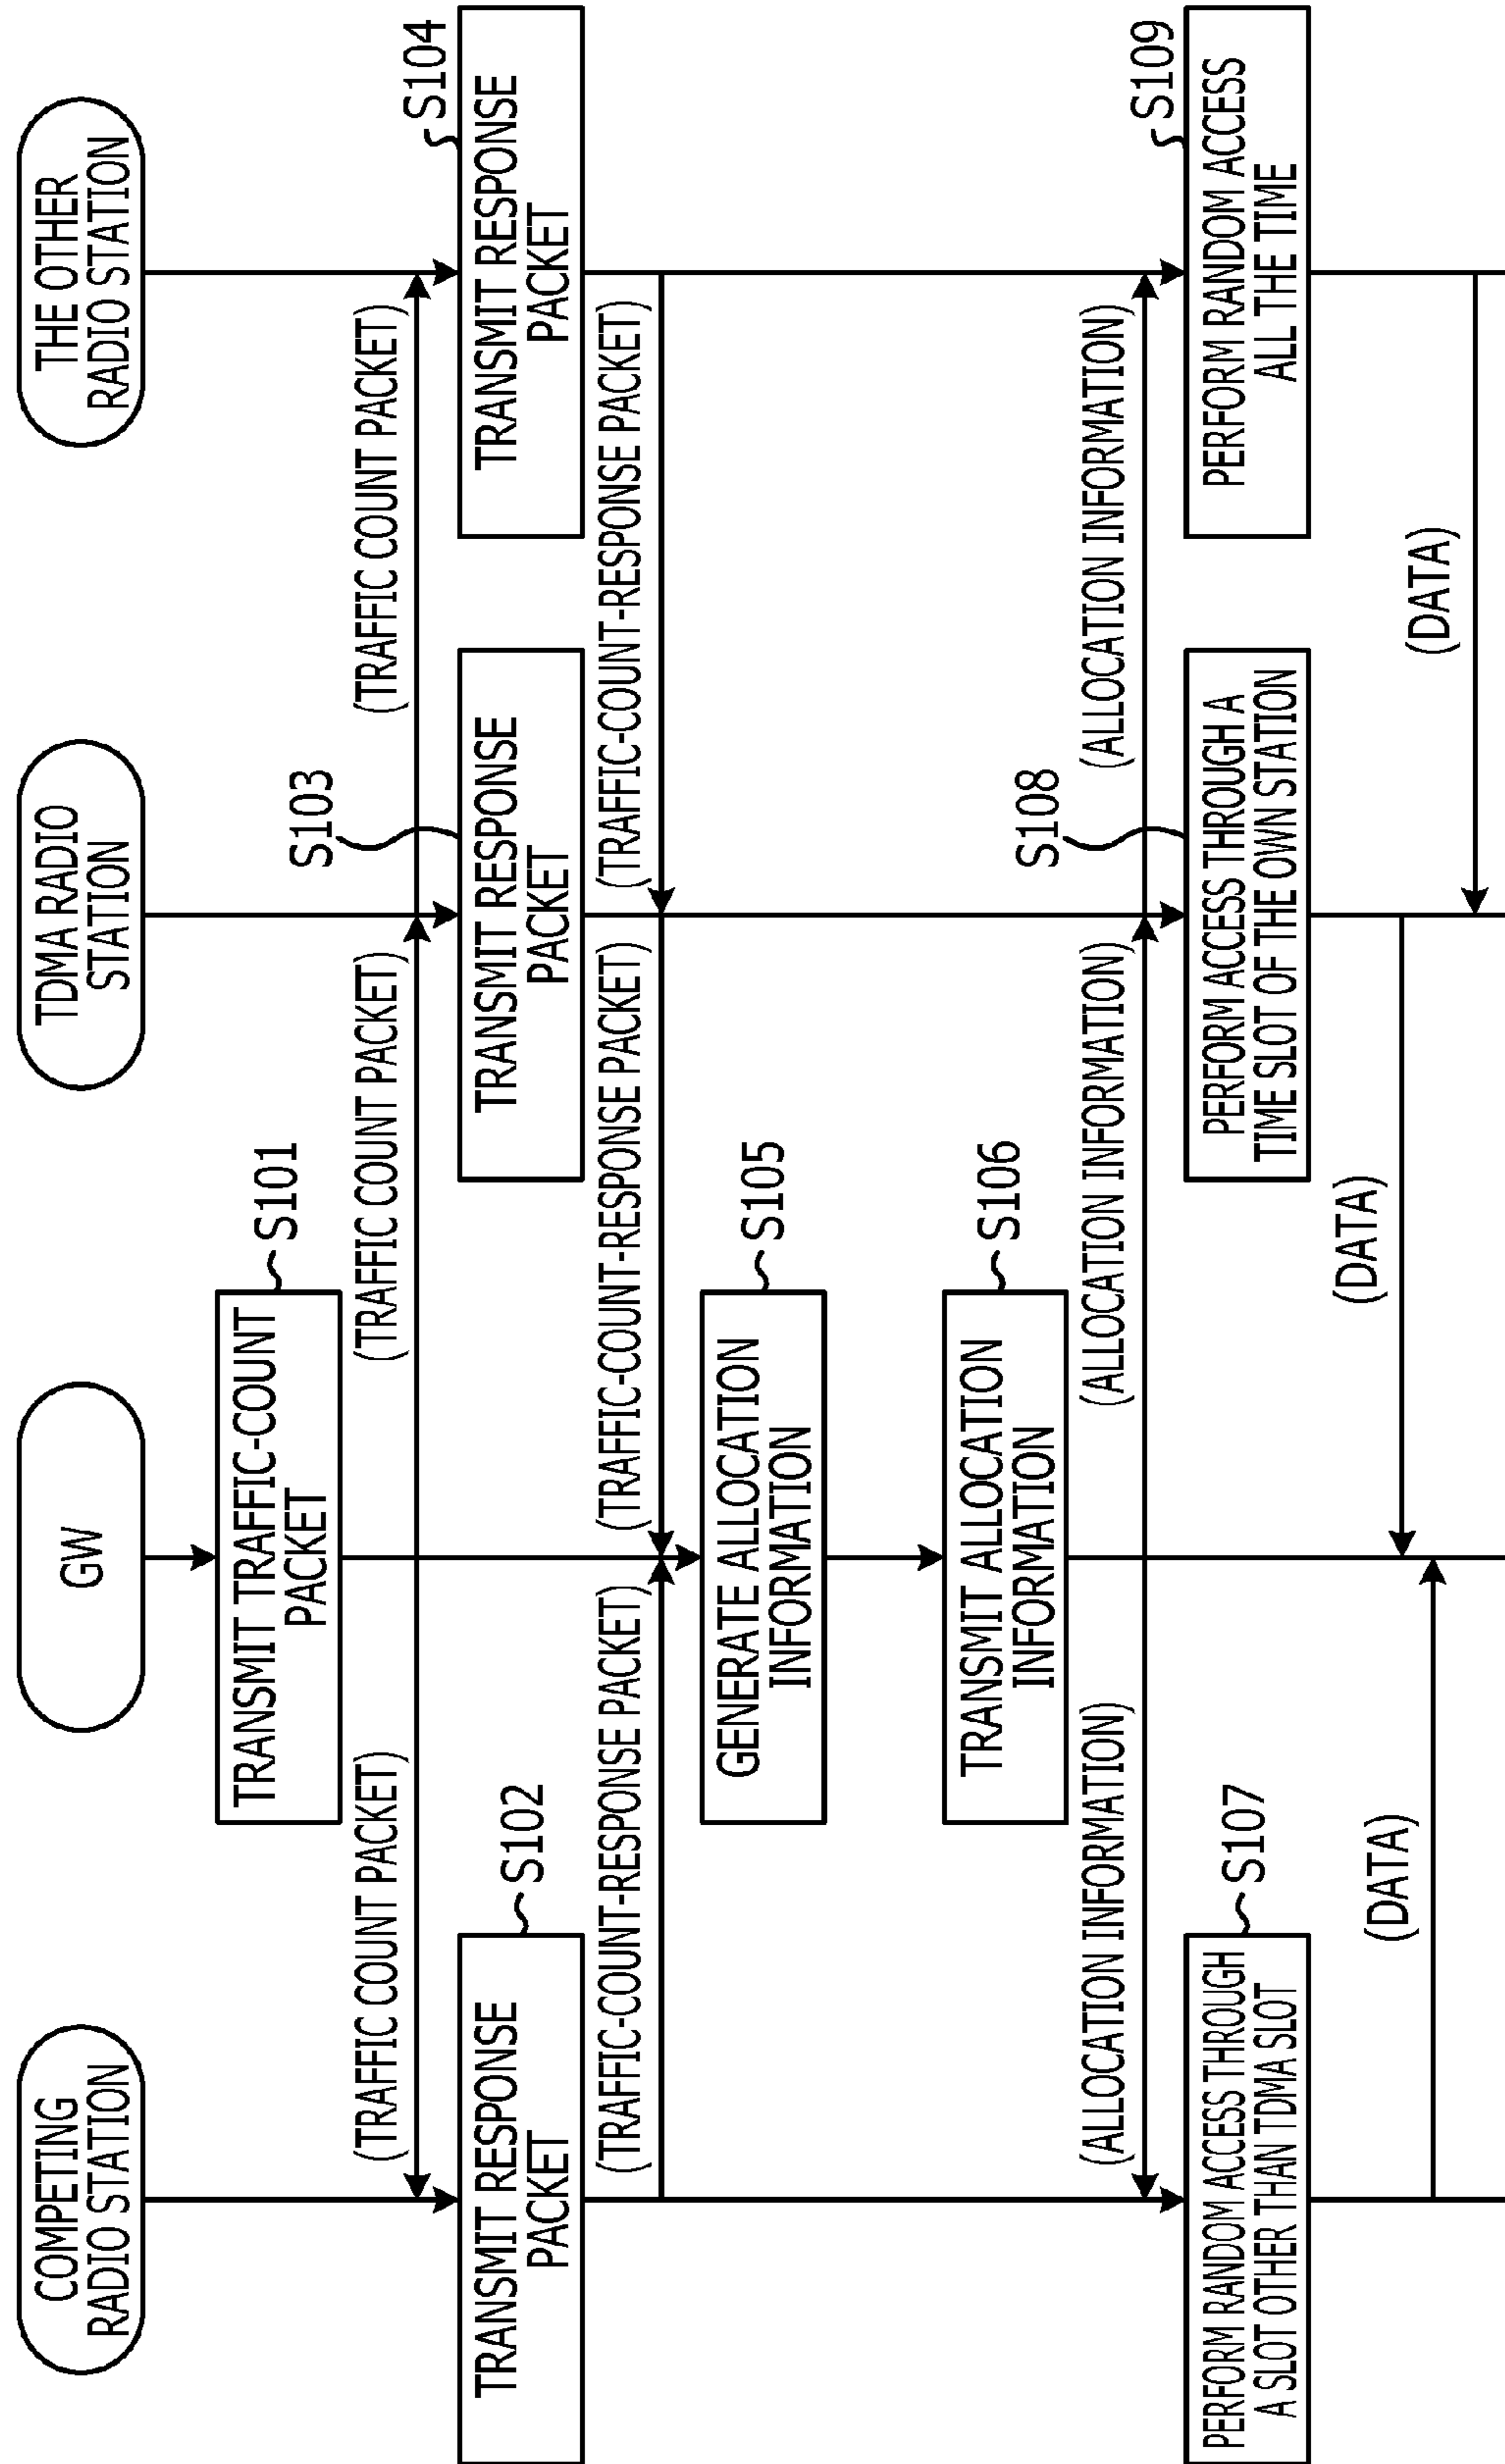 COMPETING
RADIO STATION
GW
TDMA RADIO
STATION
THE OTHER
RADIO STATION
TRANSMIT TRAFFIC-COUNT
PACKET
S101
(TRAFFIC COUNT PACKET)
(TRAFFIC COUNT PACKET)
(TRAFFIC COUNT PACKET)
TRANSMIT RESPONSE
PACKET
S102
TRANSMIT RESPONSE
PACKET
S103
TRANSMIT RESPONSE
PACKET
S104
(TRAFFIC-COUNT-RESPONSE PACKET)
(TRAFFIC-COUNT-RESPONSE PACKET)
(TRAFFIC-COUNT-RESPONSE PACKET)
GENERATE ALLOCATION
INFORMATION
S105
TRANSMIT ALLOCATION
INFORMATION
S106
(ALLOCATION INFORMATION)
(ALLOCATION INFORMATION)
(ALLOCATION INFORMATION)
PERFORM RANDOM ACCESS THROUGH
A SLOT OTHER THAN TDMA SLOT
S107
PERFORM ACCESS THROUGH A
TIME SLOT OF THE OWN STATION
S108
PERFORM RANDOM ACCESS
ALL THE TIME
S109
(DATA)
(DATA)
(DATA)